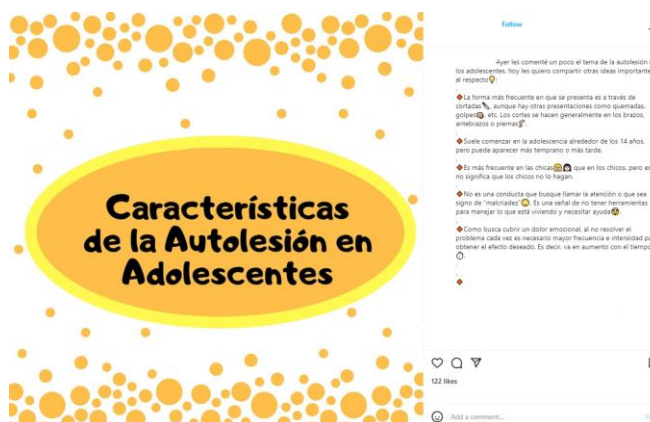 Características
de la Autolesión en
Adolescentes
Follow
Ayer les comenté un poco el tema de la autolesión
los adolescentes, hoy les quiero compartir otras ideas importante
al respecto💡:
.
🔸La forma más frecuente en que se presenta es a través de
cortadas🔪, aunque hay otras presentaciones como quemadas,
golpes, etc. Los cortes se hacen generalmente en los brazos,
antebrazos o piernas.
.
🔸Suele comenzar en la adolescencia alrededor de los 14 años,
pero puede aparecer más temprano o más tarde.
.
🔸Es más frecuente en las chicas que en los chicos, pero es
no significa que los chicos no lo hagan.
.
🔸No es una conducta que busque llamar la atención o que sea
signo de "malcriadez". Es una señal de no tener herramientas
para manejar lo que está viviendo y necesitar ayuda
.
🔸Como busca cubrir un dolor emocional, al no resolver el
problema cada vez es necesario mayor frecuencia e intensidad pa
obtener el efecto deseado. Es decir, va en aumento con el tiempo
⏱.
.
.
🔸
122 likes
Add a comment...